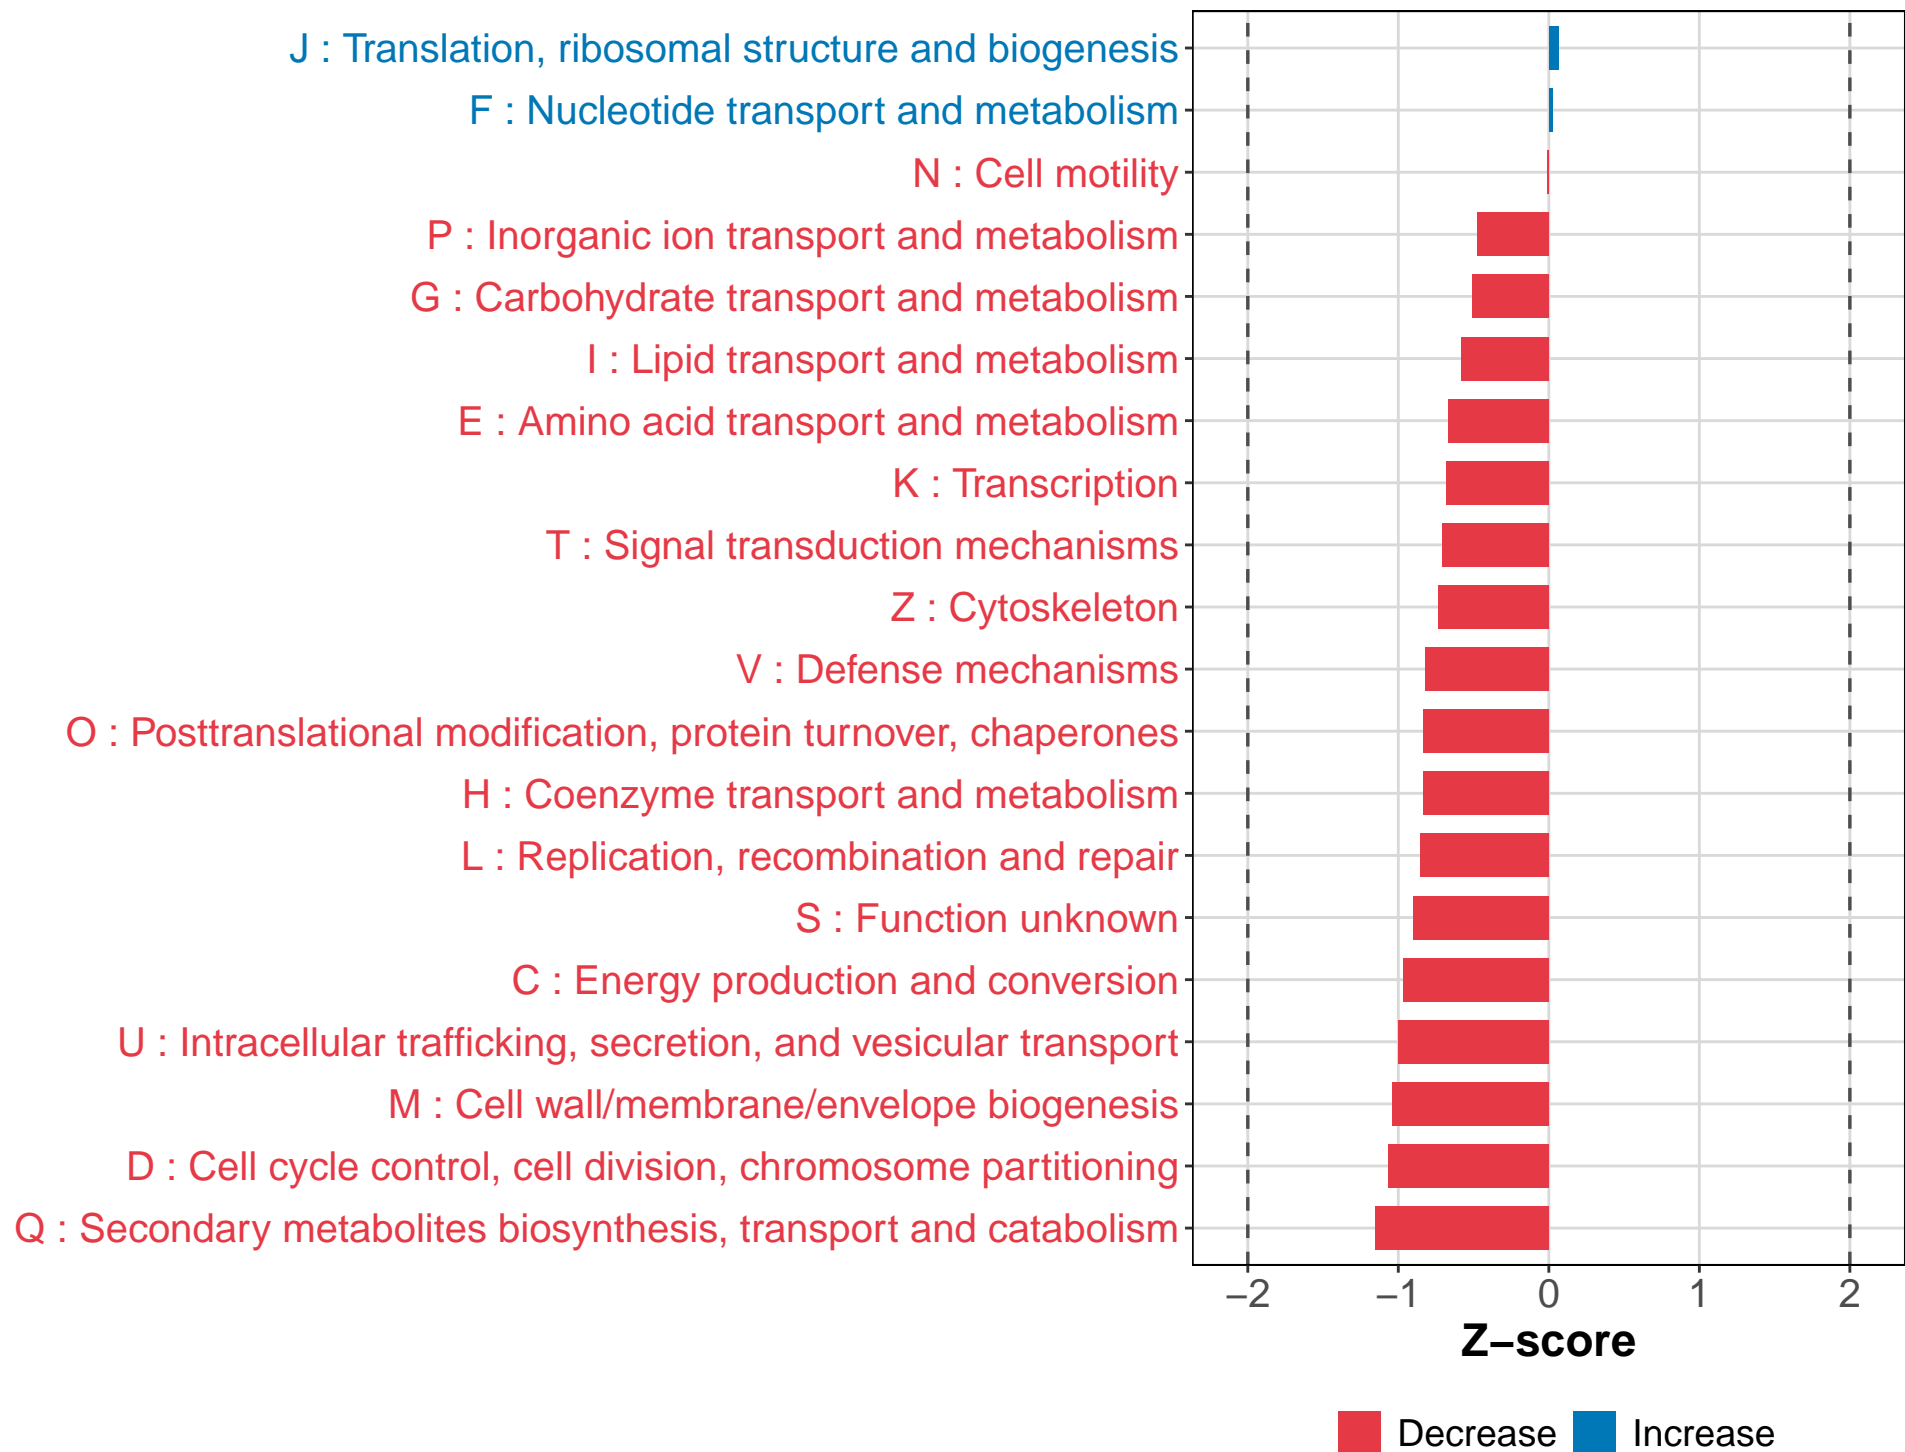 J : Translation, ribosomal structure and biogenesis
F : Nucleotide transport and metabolism
N : Cell motility
P : Inorganic ion transport and metabolism
G : Carbohydrate transport and metabolism
I : Lipid transport and metabolism
E : Amino acid transport and metabolism
K : Transcription
T : Signal transduction mechanisms
Z : Cytoskeleton
V : Defense mechanisms
O : Posttranslational modification, protein turnover, chaperones
H : Coenzyme transport and metabolism
L : Replication, recombination and repair
S : Function unknown
C : Energy production and conversion
U : Intracellular trafficking, secretion, and vesicular transport
M : Cell wall/membrane/envelope biogenesis
D : Cell cycle control, cell division, chromosome partitioning
Q : Secondary metabolites biosynthesis, transport and catabolism
−2 −1 0 1 2
Z−score
Decrease Increase